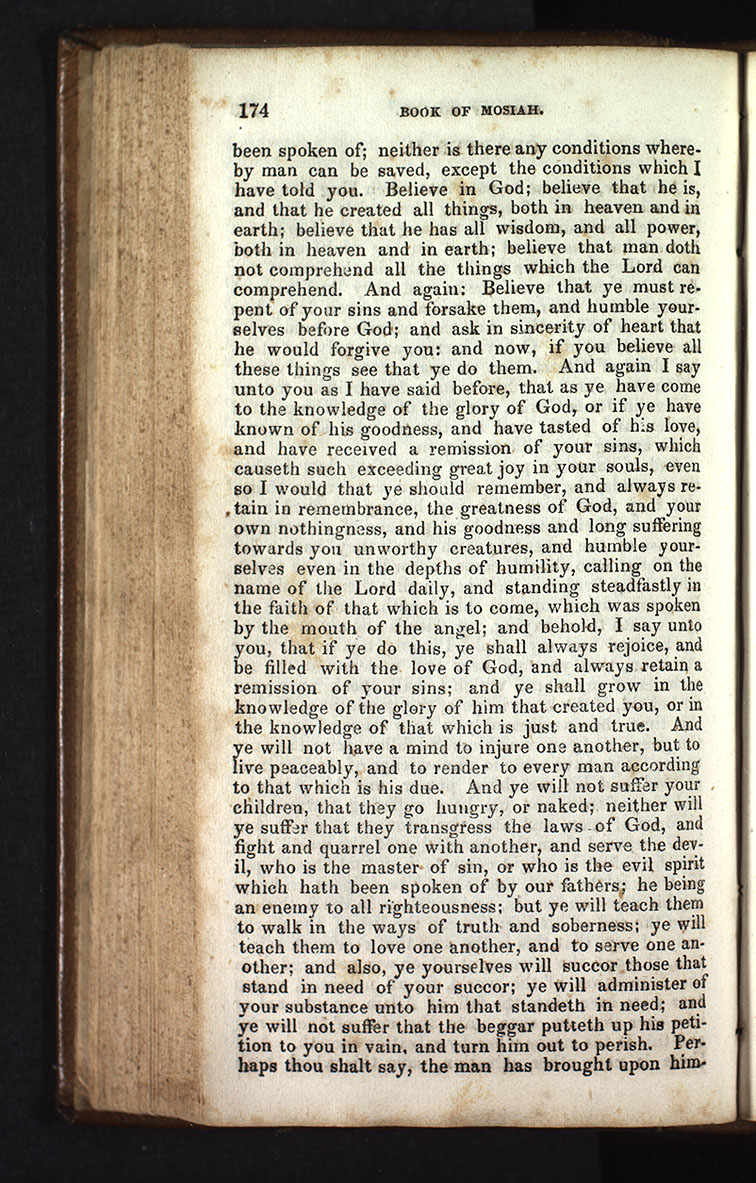 174 BOOK OF MOSIAH.
been spoken of; neither is there any conditions where-
by man can be saved, except the conditions which I
have told you. Believe in God; believe that he is,
and that he created all things, both in heaven and in
earth; believe that he has all wisdom, and all power,
both in heaven and in earth; believe that man doth
not comprehend all the things which the Lord can
comprehend. And again: Believe that ye must re-
pent of your sins and forsake them, and humble your-
selves before God; and ask in sincerity of heart that
he would forgive you: and now, if you believe all
these things see that ye do them. And again I say
unto you as I have said before, that as ye have come
to the knowledge of the glory of God, or if ye have
known of his goodness, and have tasted of his love,
and have received a remission of your sins, which
causeth such exceeding great joy in your souls, even
so I would that ye should remember, and always re-
tain in remembrance, the greatness of God, and your
own nothingness, and his goodness and long suffering
towards you unworthy creatures, and humble your-
selves even in the depths of humility, calling on the
name of the Lord daily, and standing steadfastly in
the faith of that which is to come, which was spoken
by the mouth of the angel; and behold, I say unto
you, that if ye do this, ye shall always rejoice, and
be filled with the love of God, and always retain a
remission of your sins; and ye shall grow in the
knowledge of the glory of him that created you, or in
the knowledge of that which is just and true. And
ye will not have a mind to injure one another, but to
live peaceably, and to render to every man according
to that which is his due. And ye will not suffer your
children, that they go hungry, or naked; neither will
ye suffer that they transgress the laws of God, and
fight and quarrel one with another, and serve the dev-
il, who is the master of sin, or who is the evil spirit
which hath been spoken of by our fathers; he being
an enemy to all righteousness; but ye will teach them
to walk in the ways of truth and soberness; ye will
teach them to love one another, and to serve one an-
other; and also, ye yourselves will succor those that
stand in need of your succor; ye will administer of
your substance unto him that standeth in need; and
ye will not suffer that the beggar putteth up his peti-
tion to you in vain, and turn him out to perish. Per-
haps thou shalt say, the man has brought upon him-